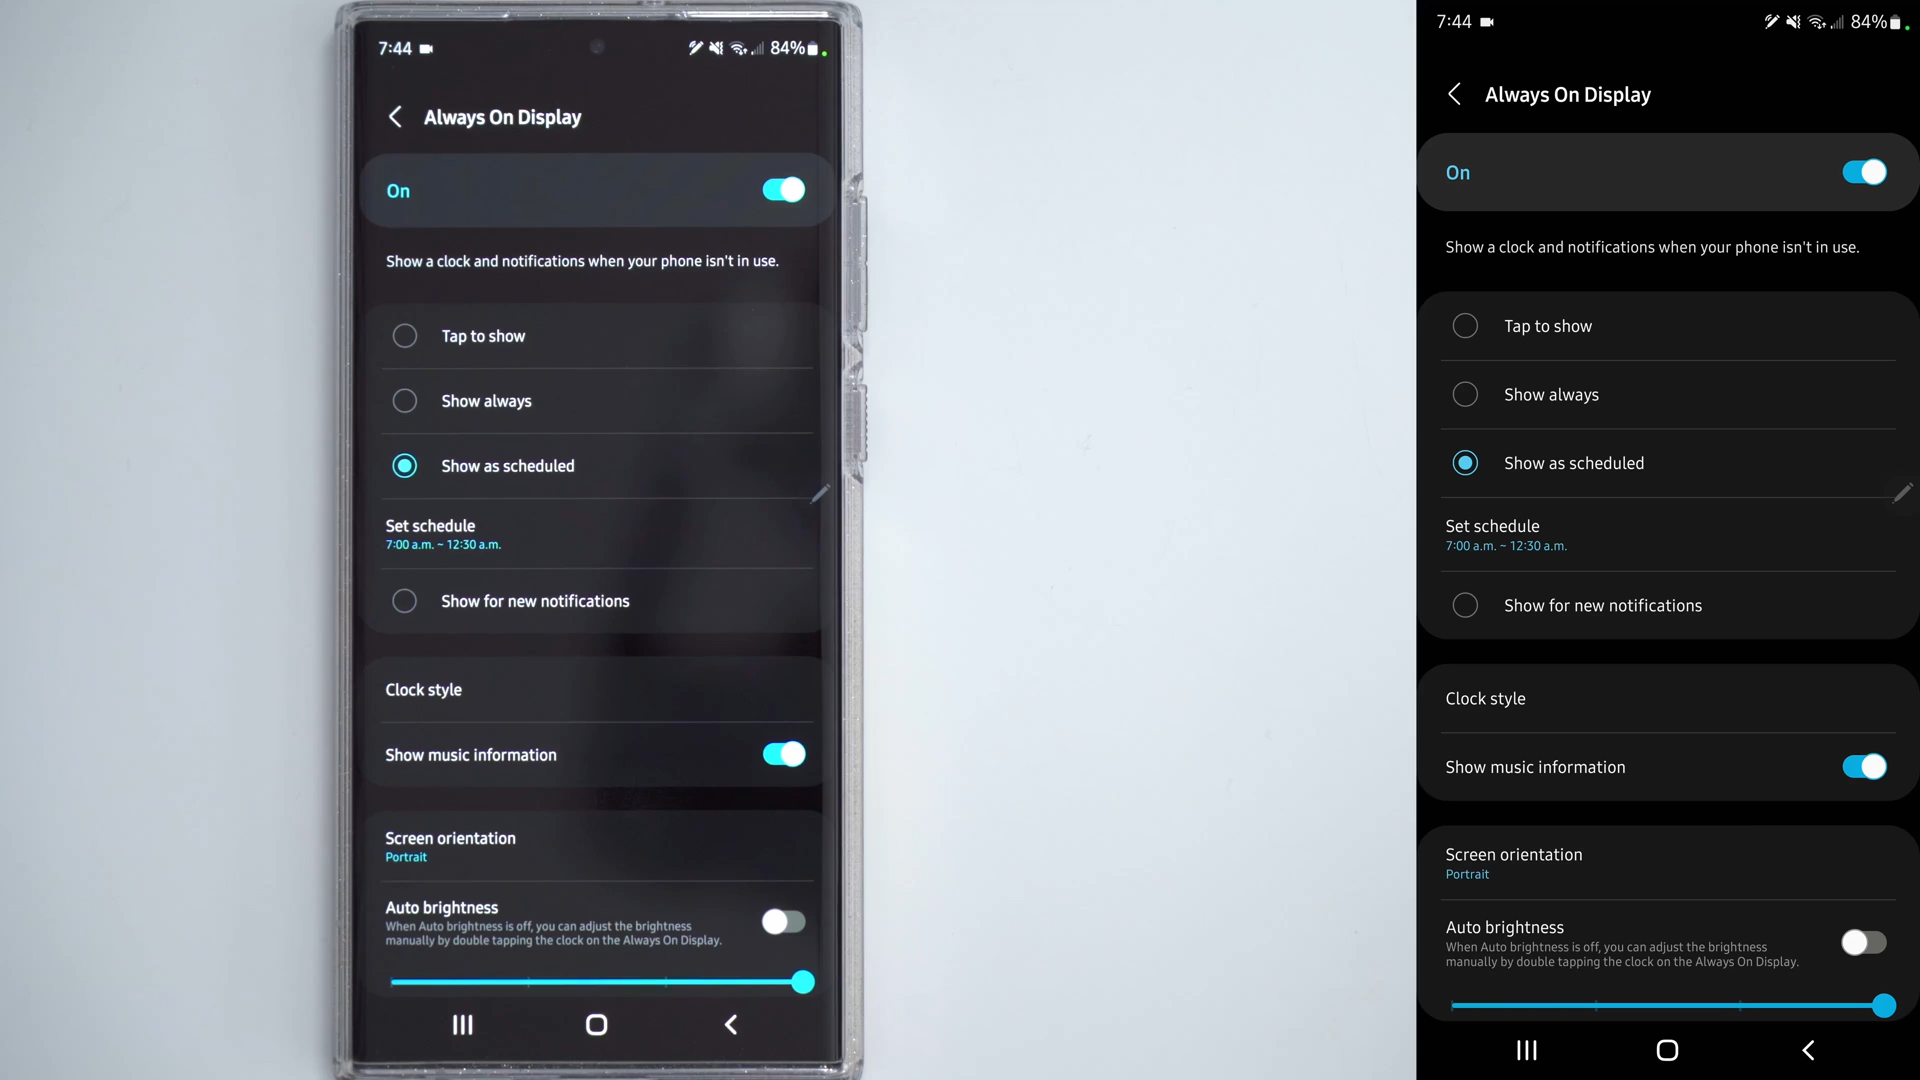 7:44
84%
Always On Display
On
Show a clock and notifications when your phone isn't in use.
Tap to show
Show always
Show as scheduled
Set schedule
7:00 a.m. ~ 12:30 a.m.
Show for new notifications
Clock style
Show music information
Screen orientation
Portrait
Auto brightness
When Auto brightness is off, you can adjust the brightness
manually by double tapping the clock on the Always On Display.
7:44
84%
Always On Display
On
Show a clock and notifications when your phone isn't in use.
Tap to show
Show always
Show as scheduled
Set schedule
7:00 a.m. ~ 12:30 a.m.
Show for new notifications
Clock style
Show music information
Screen orientation
Portrait
Auto brightness
When Auto brightness is off, you can adjust the brightness
manually by double tapping the clock on the Always On Display.